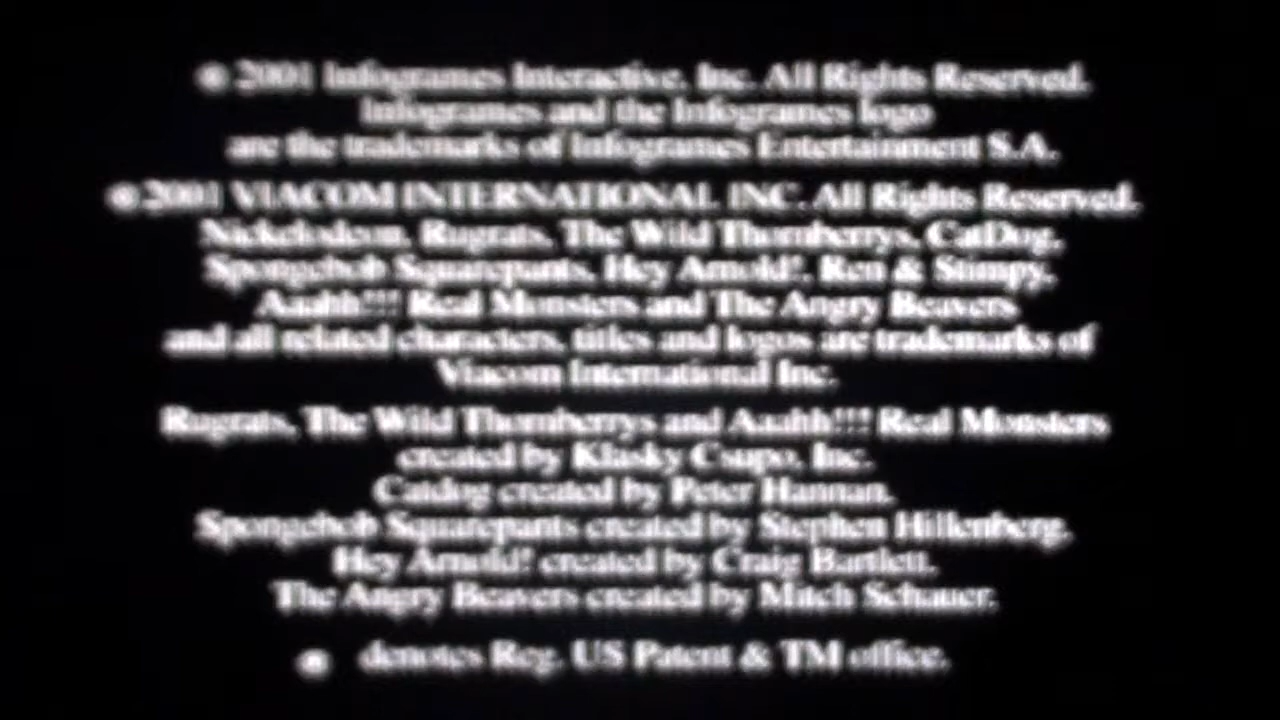 © 2001 Infogrames Interactive, Inc. All Rights Reserved.
Infogrames and the Infogrames logo
are the trademarks of Infogrames Entertainment S.A.
© 2001 VIACOM INTERNATIONAL INC. All Rights Reserved.
Nickelodeon, Rugrats, The Wild Thornberrys, CatDog,
Spongebob Squarepants, Hey Arnold!, Ren & Stimpy,
Aaahh!!! Real Monsters and The Angry Beavers
and all related characters, titles and logos are trademarks of
Viacom International Inc.
Rugrats, The Wild Thornberrys and Aaahh!!! Real Monsters
created by Klasky Csupo, Inc.
Catdog created by Peter Hannan.
Spongebob Squarepants created by Stephen Hillenberg.
Hey Arnold! created by Craig Bartlett.
The Angry Beavers created by Mitch Schauer.
denotes Reg. US Patent & TM office.